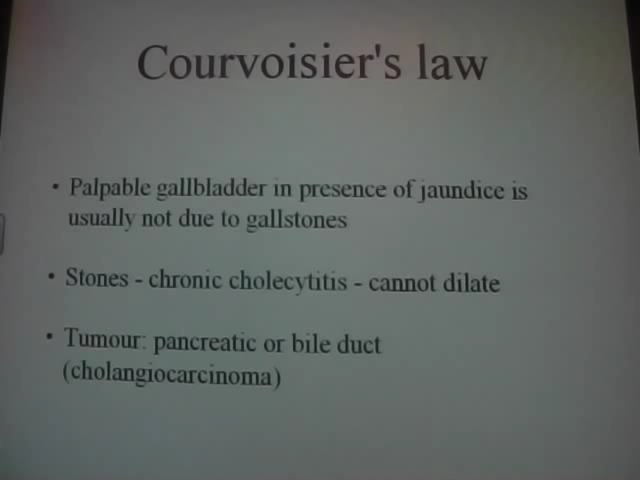 Courvoisier's law
• Palpable gallbladder in presence of jaundice is
usually not due to gallstones
• Stones - chronic cholecytitis - cannot dilate
• Tumour: pancreatic or bile duct
(cholangiocarcinoma)